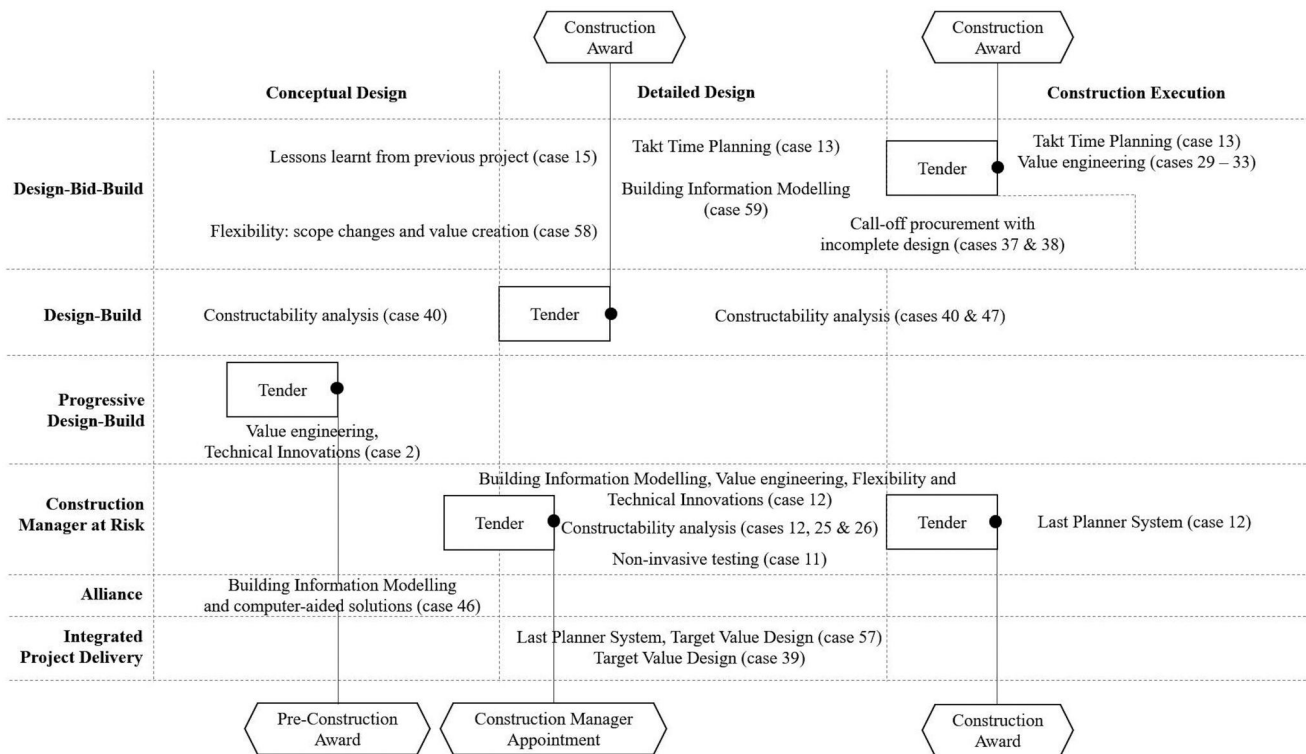 Construction
Award
Construction
Award
Conceptual Design
Detailed Design
Construction Execution
Design-Bid-Build
Lessons learnt from previous project (case 15)
Flexibility: scope changes and value creation (case 58)
Takt Time Planning (case 13)
Building Information Modelling
(case 59)
Tender
Takt Time Planning (case 13)
Value engineering (cases 29 – 33)
Call-off procurement with
incomplete design (cases 37 & 38)
Design-Build
Constructability analysis (case 40)
Tender
Constructability analysis (cases 40 & 47)
Progressive
Design-Build
Tender
Value engineering,
Technical Innovations (case 2)
Construction
Manager at Risk
Tender
Building Information Modelling, Value engineering, Flexibility and
Technical Innovations (case 12)
Constructability analysis (cases 12, 25 & 26)
Non-invasive testing (case 11)
Tender
Last Planner System (case 12)
Alliance
Building Information Modelling
and computer-aided solutions (case 46)
Integrated
Project Delivery
Last Planner System, Target Value Design (case 57)
Target Value Design (case 39)
Pre-Construction
Award
Construction Manager
Appointment
Construction
Award